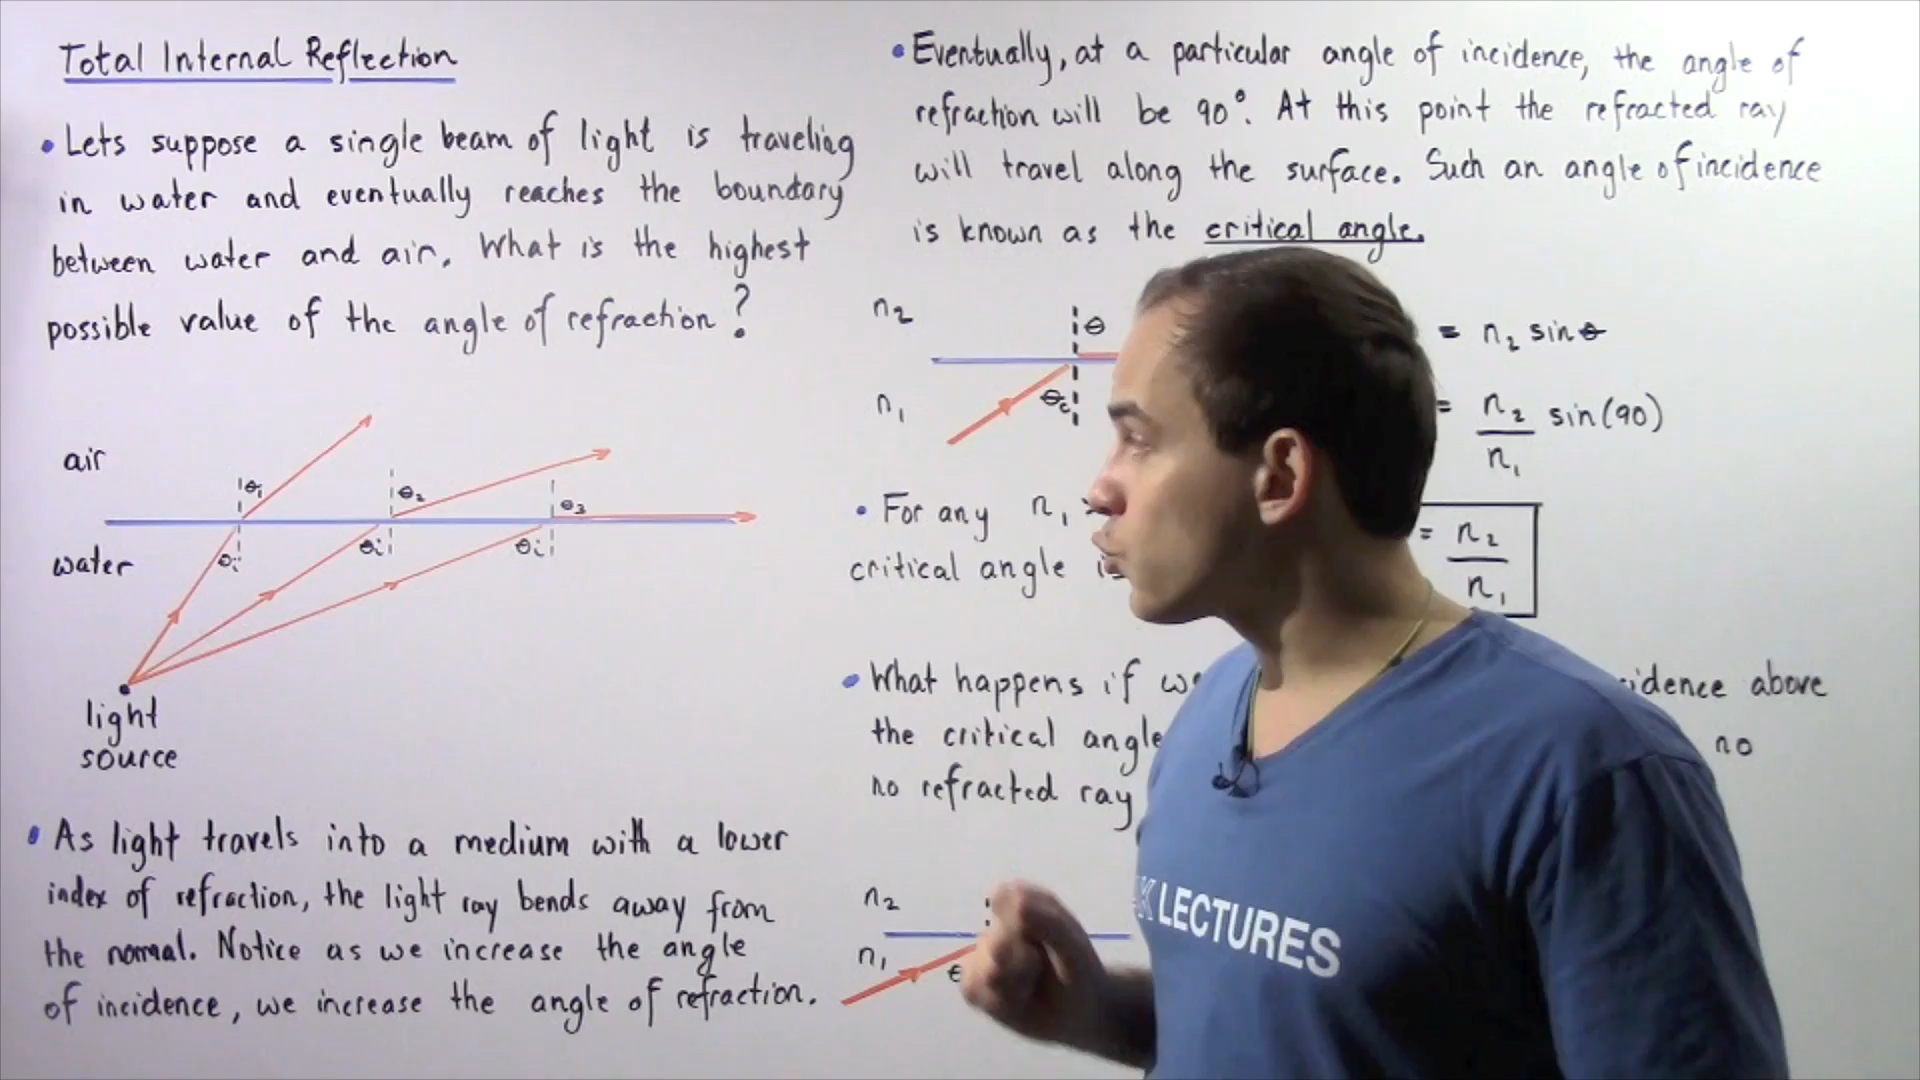 Total Internal Reflection
• Lets suppose a single beam of light is traveling
in water and eventually reaches the boundary
between water and air. What is the highest
possible value of the angle of refraction?
air
θ₁
θ₂
θ₃
water
θi
θi
θi
light
source
• As light travels into a medium with a lower
index of refraction, the light ray bends away from
the normal. Notice as we increase the angle
of incidence, we increase the angle of refraction.
• Eventually, at a particular angle of incidence, the angle of
refraction will be 90°. At this point the refracted ray
will travel along the surface. Such an angle of incidence
is known as the critical angle.
n₂
θ
n₁
θc
= n₂ sinθ
= n₂/n₁ sin(90)
• For any n₁
critical angle
= n₂/n₁
• What happens if
above
the critical angle
no
no refracted ray
n₂
n₁
LECTURES